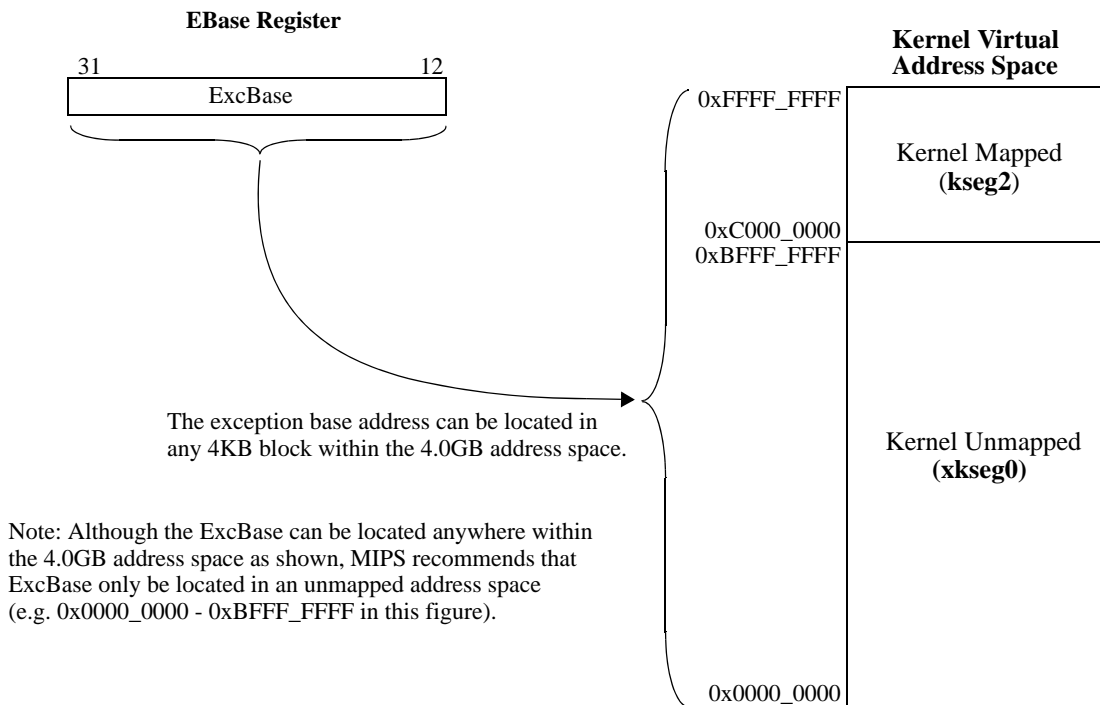 EBase Register
31 12
ExcBase
Kernel Virtual
Address Space
0xFFFF_FFFF
Kernel Mapped
(kseg2)
0xC000_0000
0xBFFF_FFFF
The exception base address can be located in
any 4KB block within the 4.0GB address space.
Kernel Unmapped
(xkseg0)
Note: Although the ExcBase can be located anywhere within
the 4.0GB address space as shown, MIPS recommends that
ExcBase only be located in an unmapped address space
(e.g. 0x0000_0000 - 0xBFFF_FFFF in this figure).
0x0000_0000